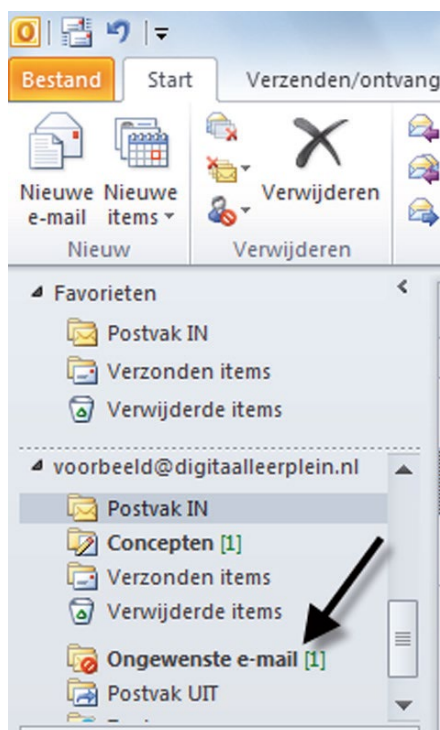 Bestand Start Verzenden/ontvang
Nieuwe Nieuwe Verwijderen
e-mail items
Nieuw Verwijderen
Favorieten
Postvak IN
Verzonden items
Verwijderde items
voorbeeld@digitaalleerplein.nl
Postvak IN
Concepten [1]
Verzonden items
Verwijderde items
Ongewenste e-mail [1]
Postvak UIT